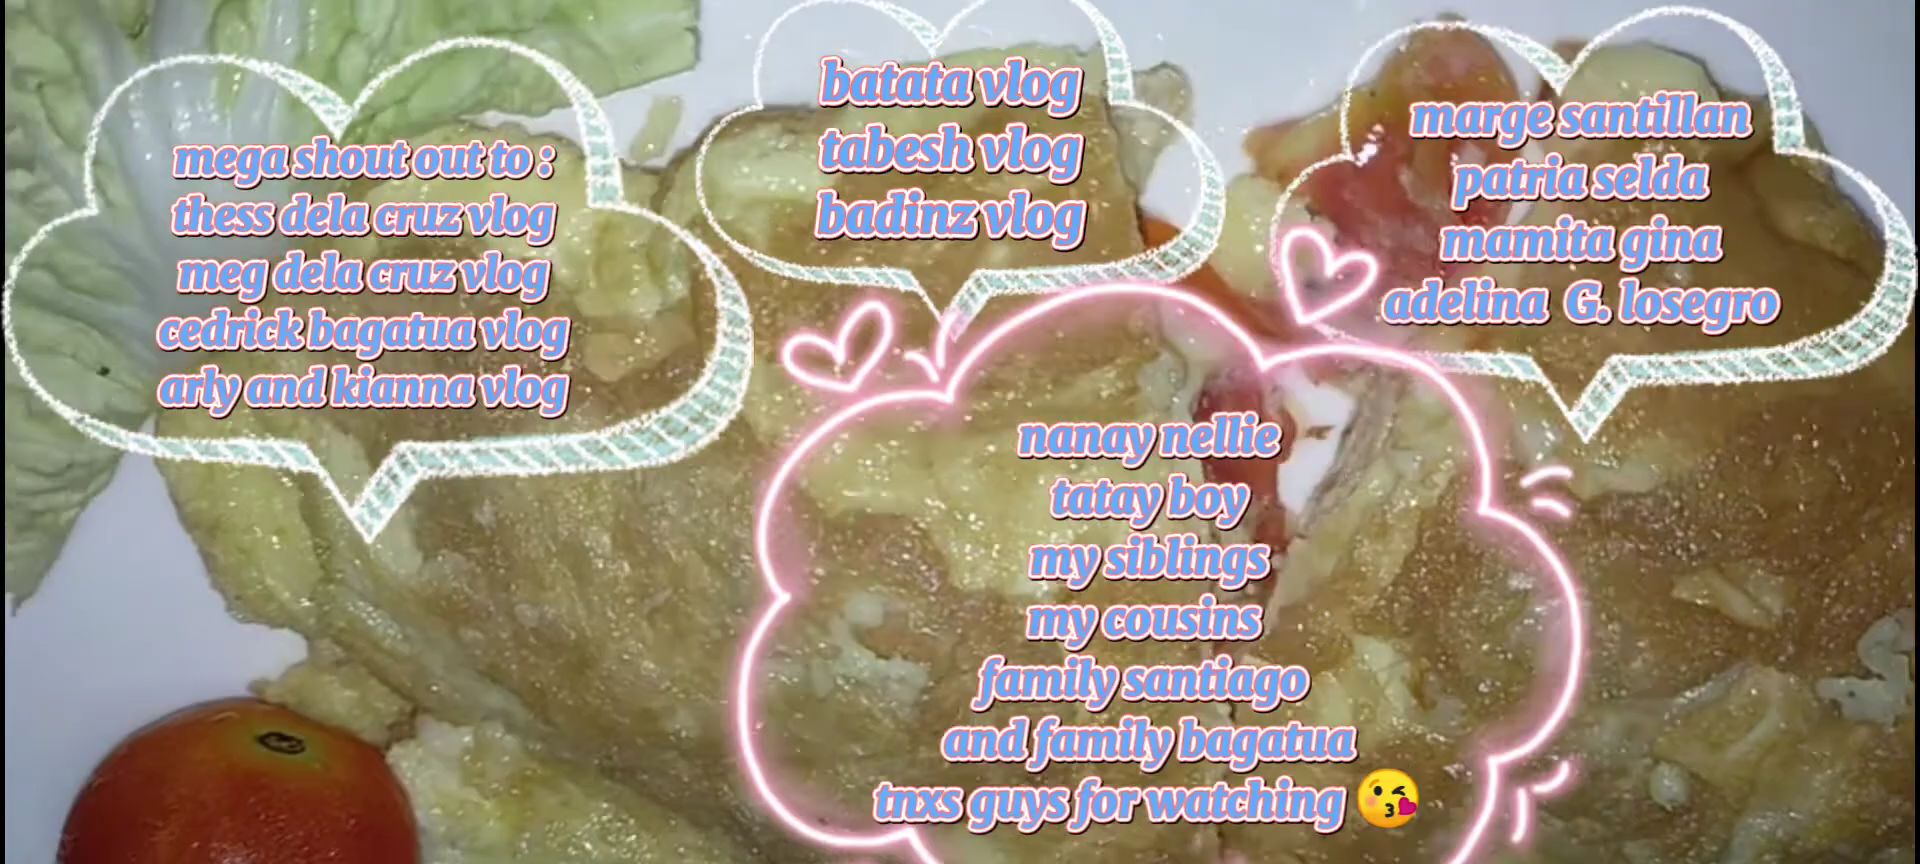 mega shout out to :
thess dela cruz vlog
meg dela cruz vlog
cedrick bagatua vlog
arly and kianna vlog
batata vlog
tabesh vlog
badinz vlog
marge santillan
patria selda
mamita gina
adelina G. losegro
nanay nellie
tatay boy
my siblings
my cousins
family santiago
and family bagatua
tnxs guys for watching 😘